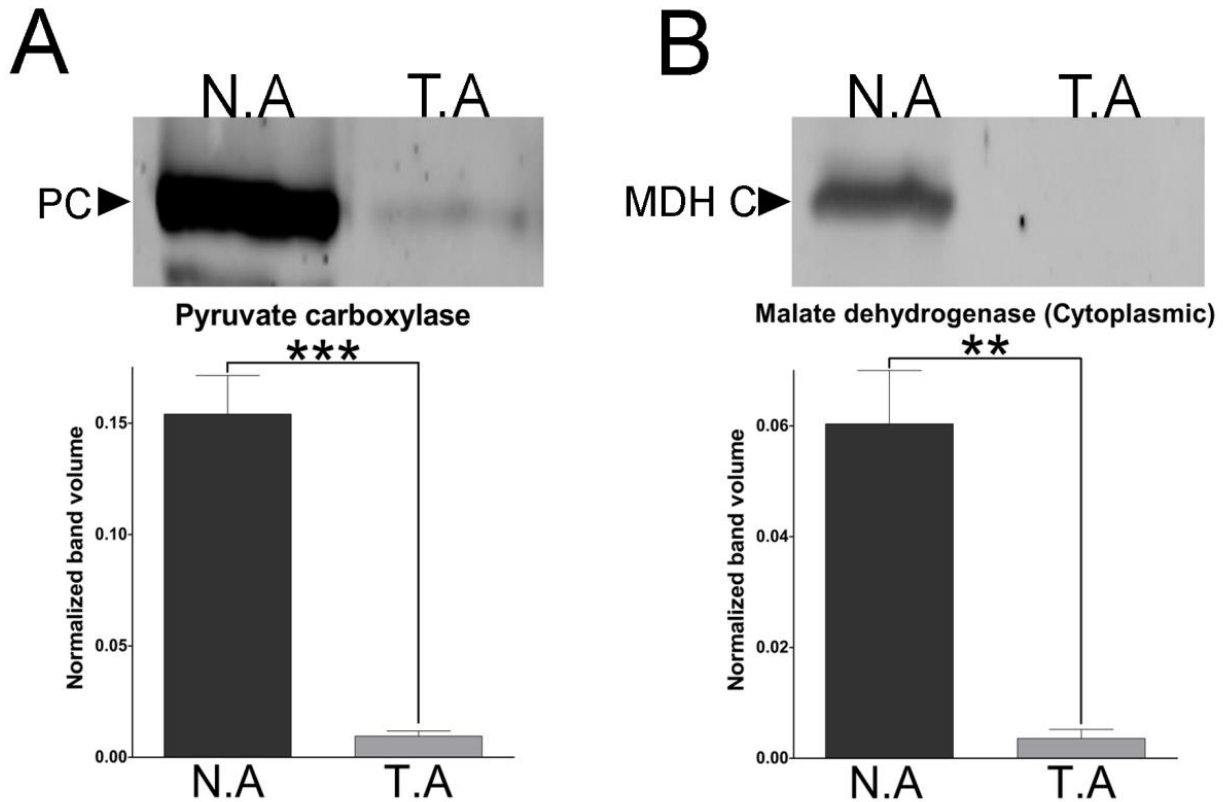 A
N.A T.A
PC
Pyruvate carboxylase
***
Normalized band volume
0.15
0.10
0.05
0.00
N.A T.A
B
N.A T.A
MDH C
Malate dehydrogenase (Cytoplasmic)
**
Normalized band volume
0.06
0.04
0.02
0.00
N.A T.A